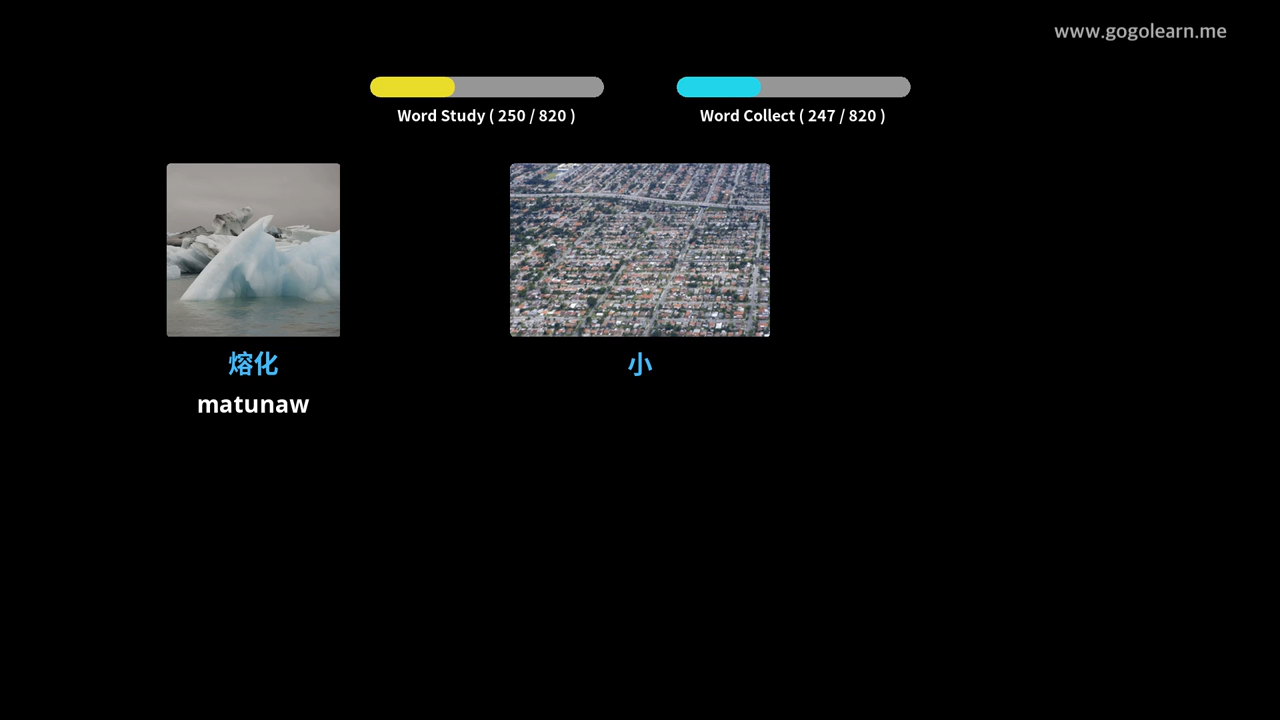 www.gogolearn.me
Word Study ( 250 / 820 )
Word Collect ( 247 / 820 )
熔化
matunaw
小